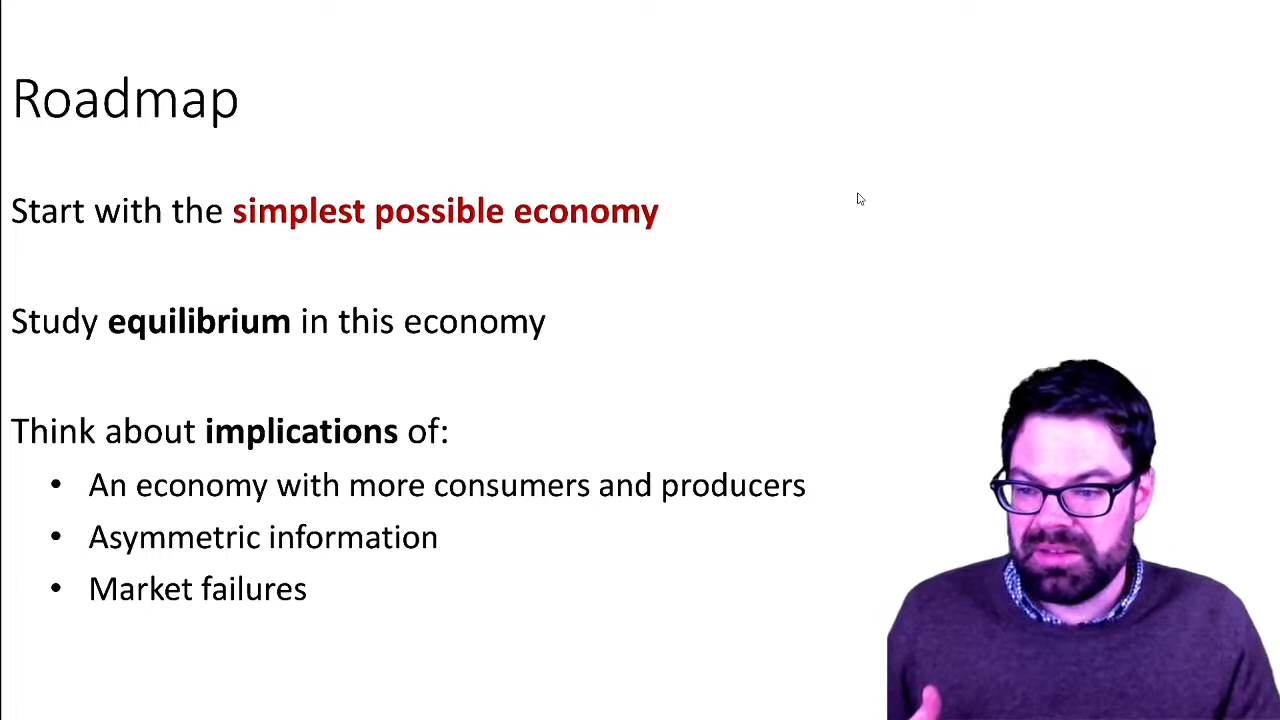 Roadmap
Start with the simplest possible economy
Study equilibrium in this economy
Think about implications of:
• An economy with more consumers and producers
• Asymmetric information
• Market failures